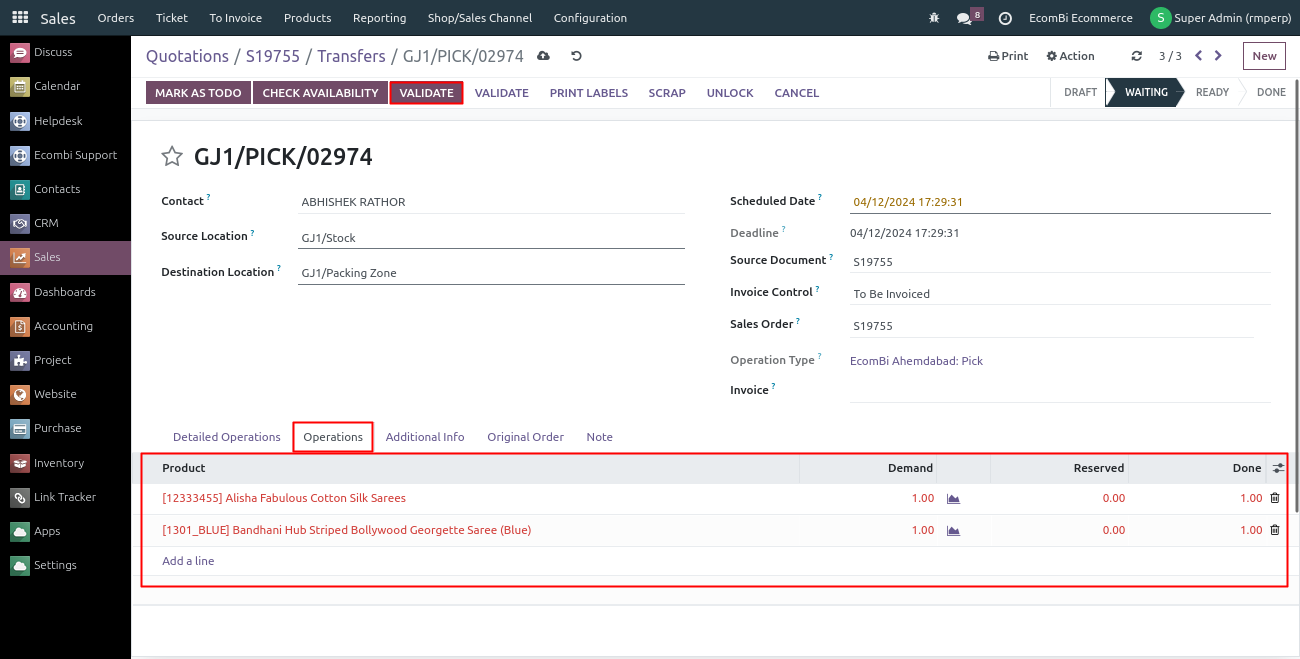 Sales Orders Ticket To Invoice Products Reporting Shop/Sales Channel Configuration 8 EcomBi Ecommerce S Super Admin (rmperp)
Discuss
Calendar
Helpdesk
Ecombi Support
Contacts
CRM
Sales
Dashboards
Accounting
Project
Website
Purchase
Inventory
Link Tracker
Apps
Settings
Quotations / S19755 / Transfers / GJ1/PICK/02974 Print Action 3 / 3 New
MARK AS TODO CHECK AVAILABILITY VALIDATE VALIDATE PRINT LABELS SCRAP UNLOCK CANCEL DRAFT WAITING READY DONE
GJ1/PICK/02974
Contact ? ABHISHEK RATHOR
Source Location ? GJ1/Stock
Destination Location ? GJ1/Packing Zone
Scheduled Date ? 04/12/2024 17:29:31
Deadline ? 04/12/2024 17:29:31
Source Document ? S19755
Invoice Control ? To Be Invoiced
Sales Order ? S19755
Operation Type ? EcomBi Ahemdabad: Pick
Invoice ?
Detailed Operations Operations Additional Info Original Order Note
Product Demand Reserved Done
[12333455] Alisha Fabulous Cotton Silk Sarees 1.00 0.00 1.00
[1301_BLUE] Bandhani Hub Striped Bollywood Georgette Saree (Blue) 1.00 0.00 1.00
Add a line